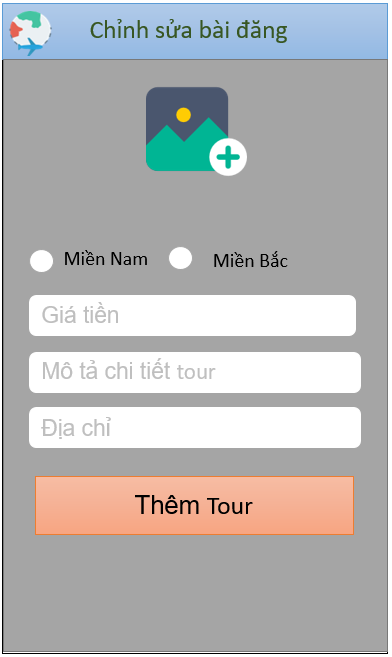 Chỉnh sửa bài đăng
Miền Nam
Miền Bắc
Giá tiền
Mô tả chi tiết tour
Địa chỉ
Thêm Tour